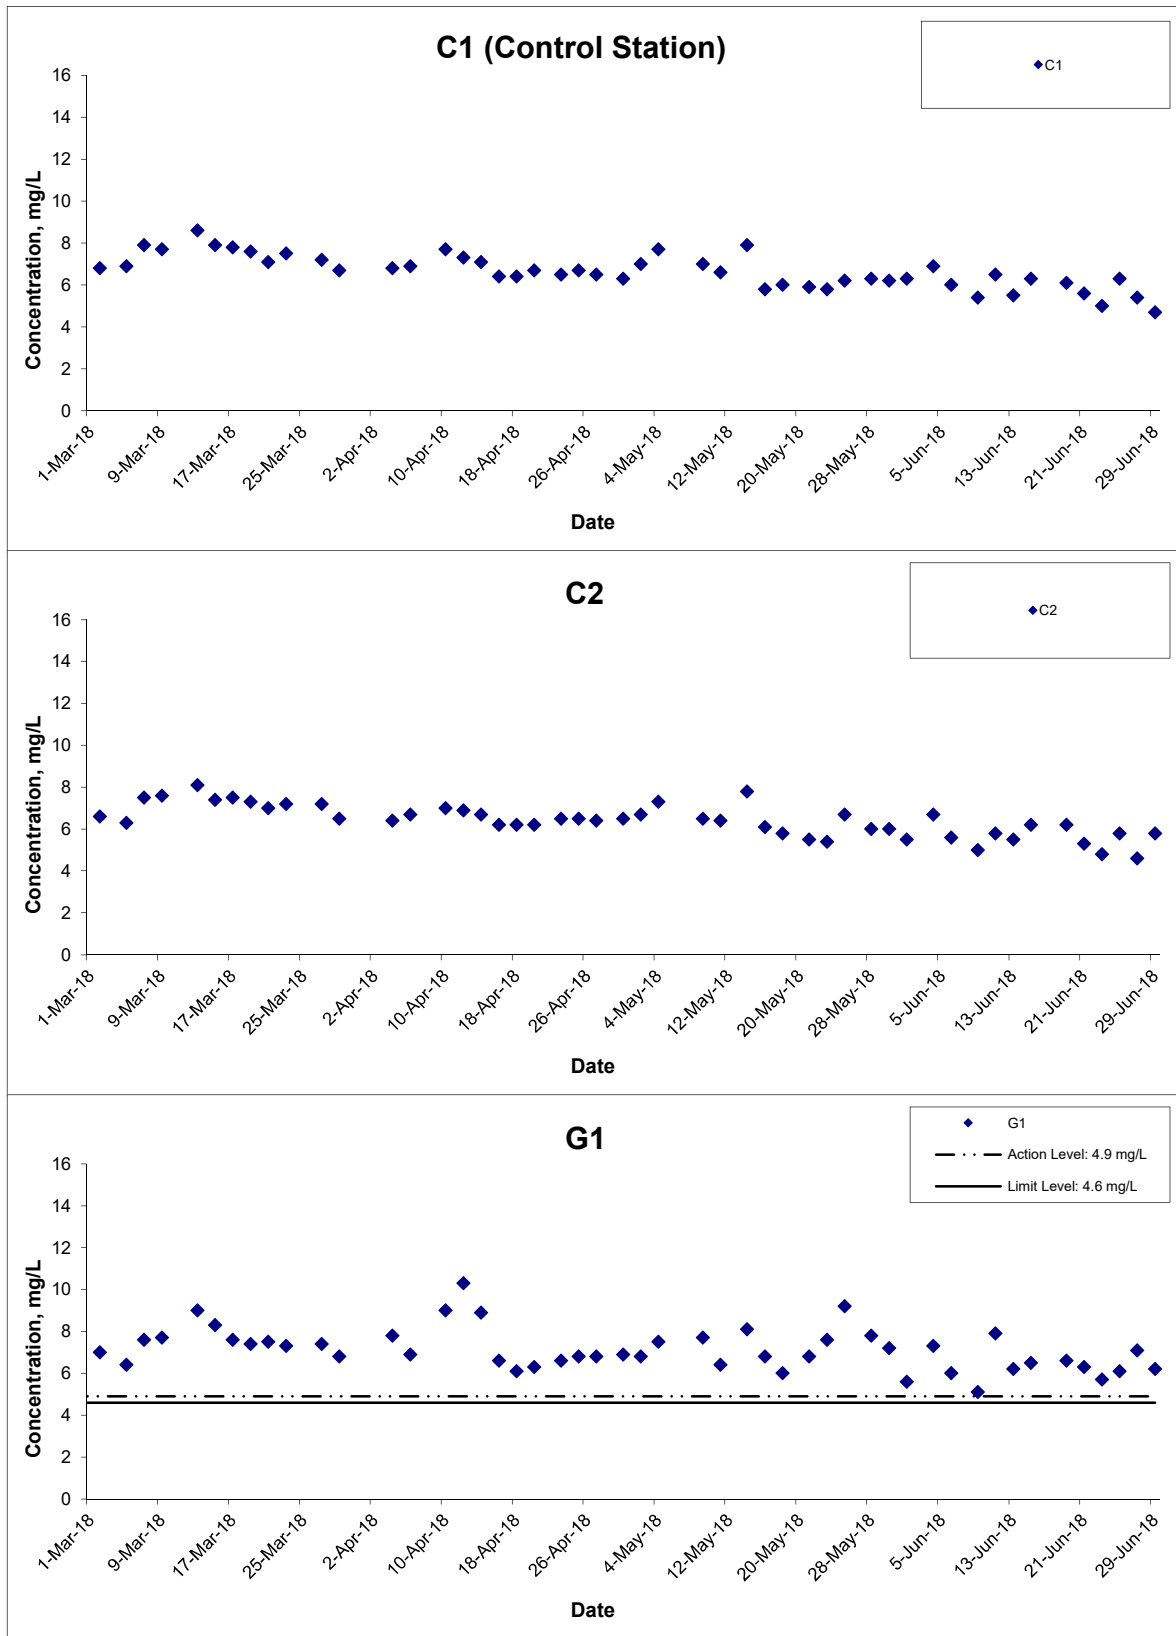 C1 (Control Station)
C1
16
14
12
10
8
6
4
2
0
Concentration, mg/L
1-Mar-18
9-Mar-18
17-Mar-18
25-Mar-18
2-Apr-18
10-Apr-18
18-Apr-18
26-Apr-18
4-May-18
12-May-18
20-May-18
28-May-18
5-Jun-18
13-Jun-18
21-Jun-18
29-Jun-18
Date
C2
C2
16
14
12
10
8
6
4
2
0
Concentration, mg/L
1-Mar-18
9-Mar-18
17-Mar-18
25-Mar-18
2-Apr-18
10-Apr-18
18-Apr-18
26-Apr-18
4-May-18
12-May-18
20-May-18
28-May-18
5-Jun-18
13-Jun-18
21-Jun-18
29-Jun-18
Date
G1
G1
Action Level: 4.9 mg/L
Limit Level: 4.6 mg/L
16
14
12
10
8
6
4
2
0
Concentration, mg/L
1-Mar-18
9-Mar-18
17-Mar-18
25-Mar-18
2-Apr-18
10-Apr-18
18-Apr-18
26-Apr-18
4-May-18
12-May-18
20-May-18
28-May-18
5-Jun-18
13-Jun-18
21-Jun-18
29-Jun-18
Date